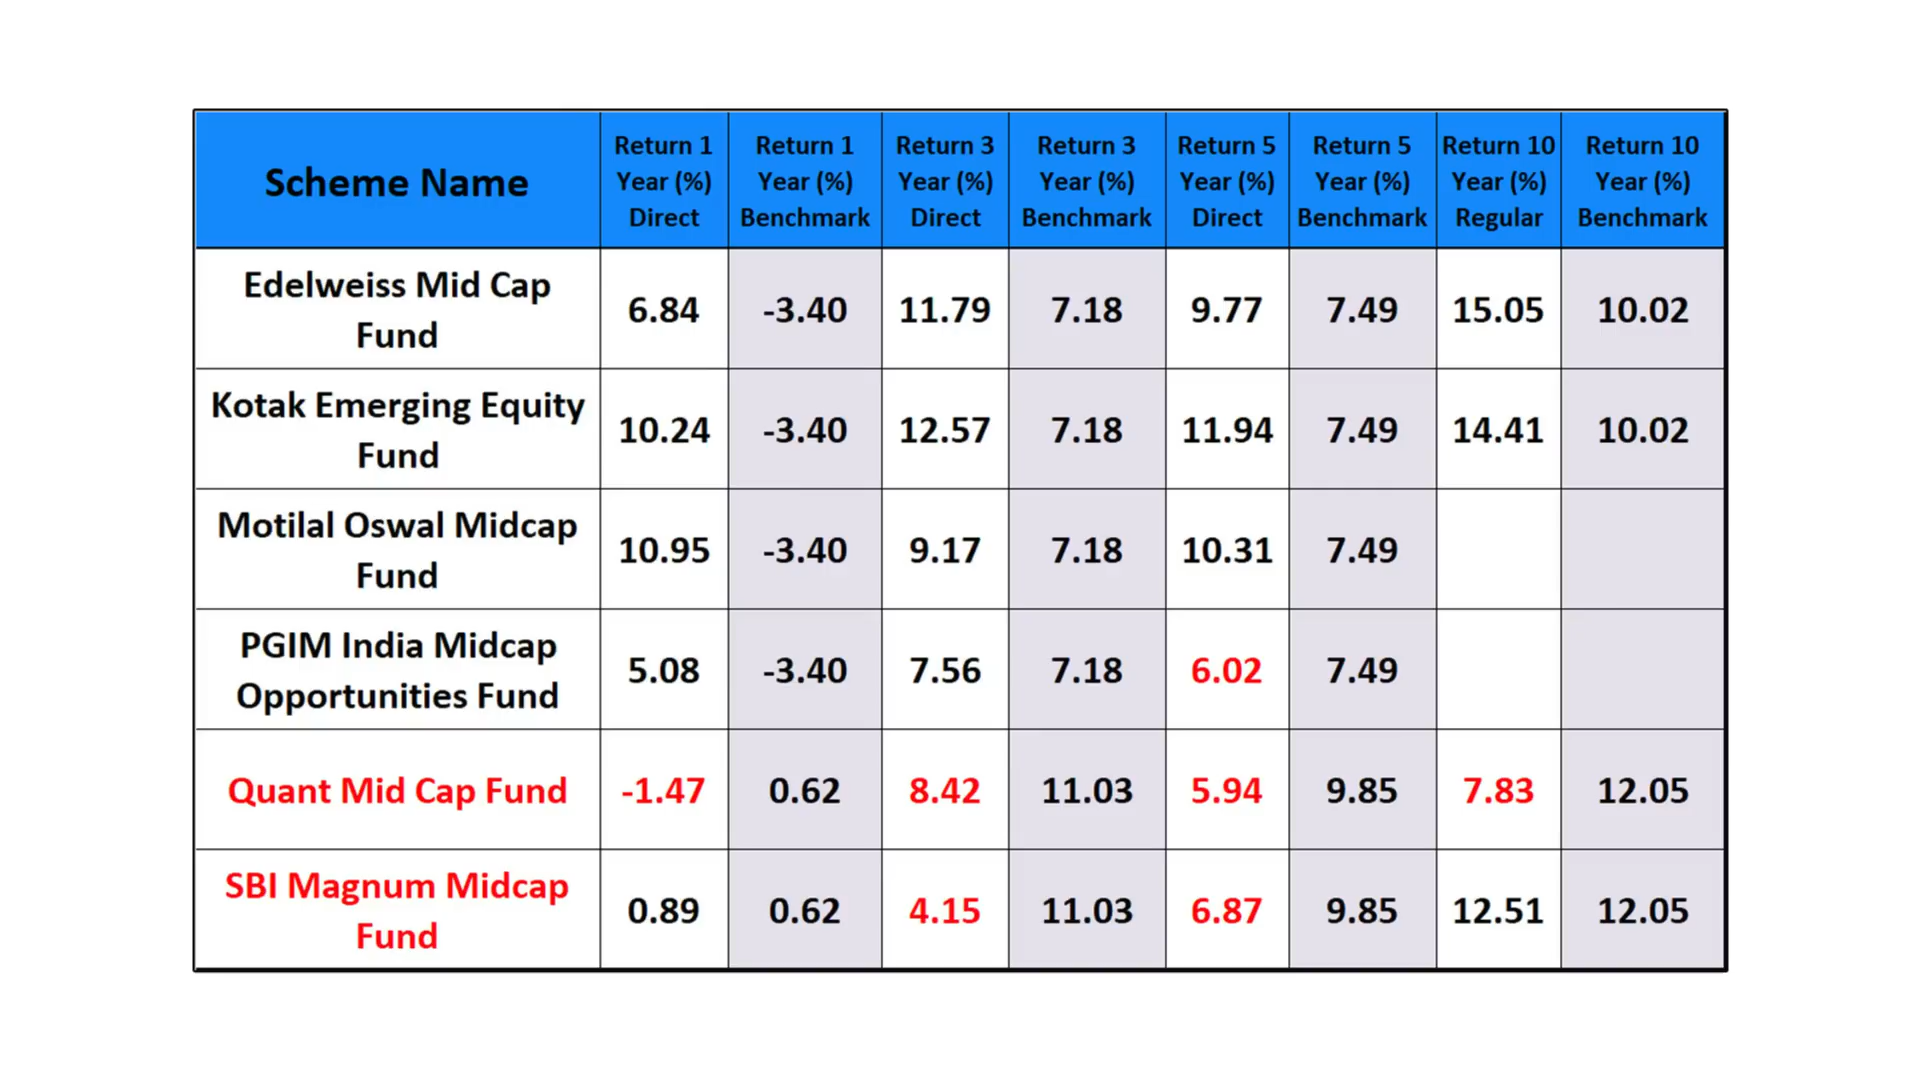 Scheme Name
Return 1 Year (%) Direct
Return 1 Year (%) Benchmark
Return 3 Year (%) Direct
Return 3 Year (%) Benchmark
Return 5 Year (%) Direct
Return 5 Year (%) Benchmark
Return 10 Year (%) Regular
Return 10 Year (%) Benchmark
Edelweiss Mid Cap Fund 6.84 -3.40 11.79 7.18 9.77 7.49 15.05 10.02
Kotak Emerging Equity Fund 10.24 -3.40 12.57 7.18 11.94 7.49 14.41 10.02
Motilal Oswal Midcap Fund 10.95 -3.40 9.17 7.18 10.31 7.49
PGIM India Midcap Opportunities Fund 5.08 -3.40 7.56 7.18 6.02 7.49
Quant Mid Cap Fund -1.47 0.62 8.42 11.03 5.94 9.85 7.83 12.05
SBI Magnum Midcap Fund 0.89 0.62 4.15 11.03 6.87 9.85 12.51 12.05